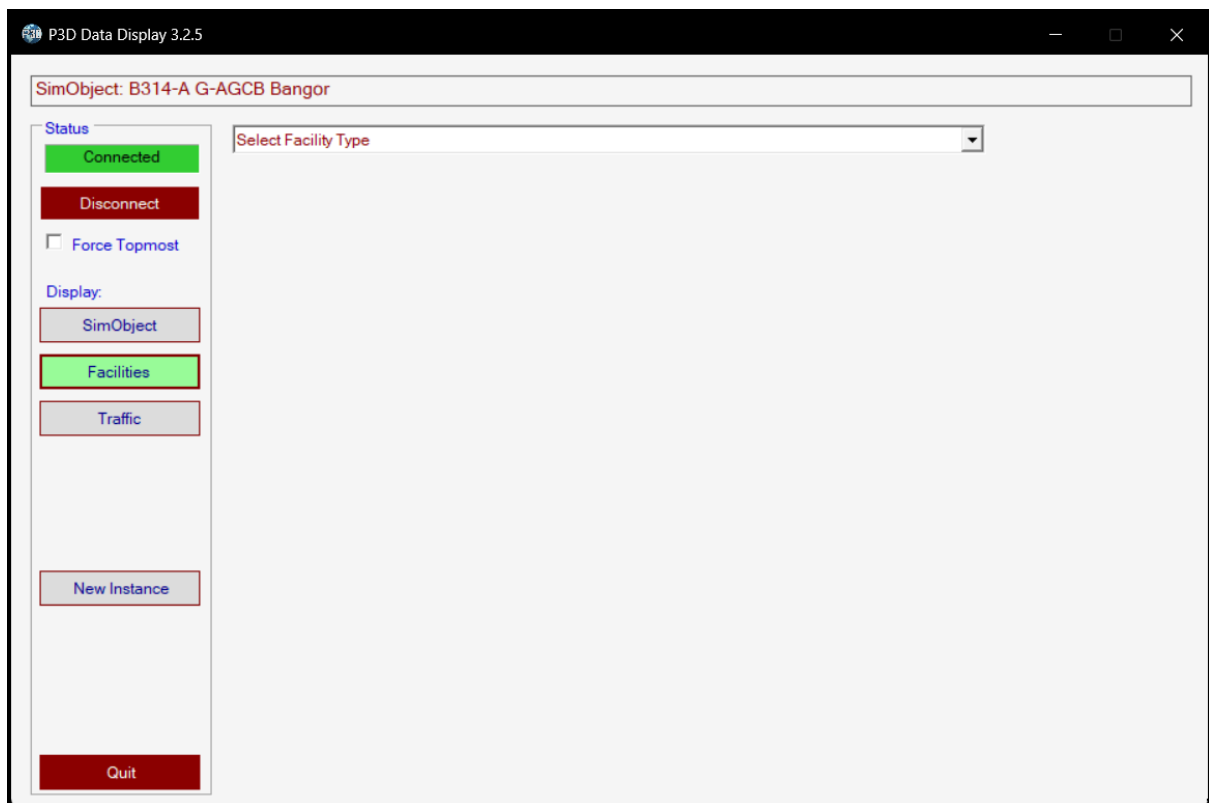 P3D Data Display 3.2.5
SimObject: B314-A G-AGCB Bangor
Status
Connected
Disconnect
Force Topmost
Display:
SimObject
Facilities
Traffic
New Instance
Quit
Select Facility Type